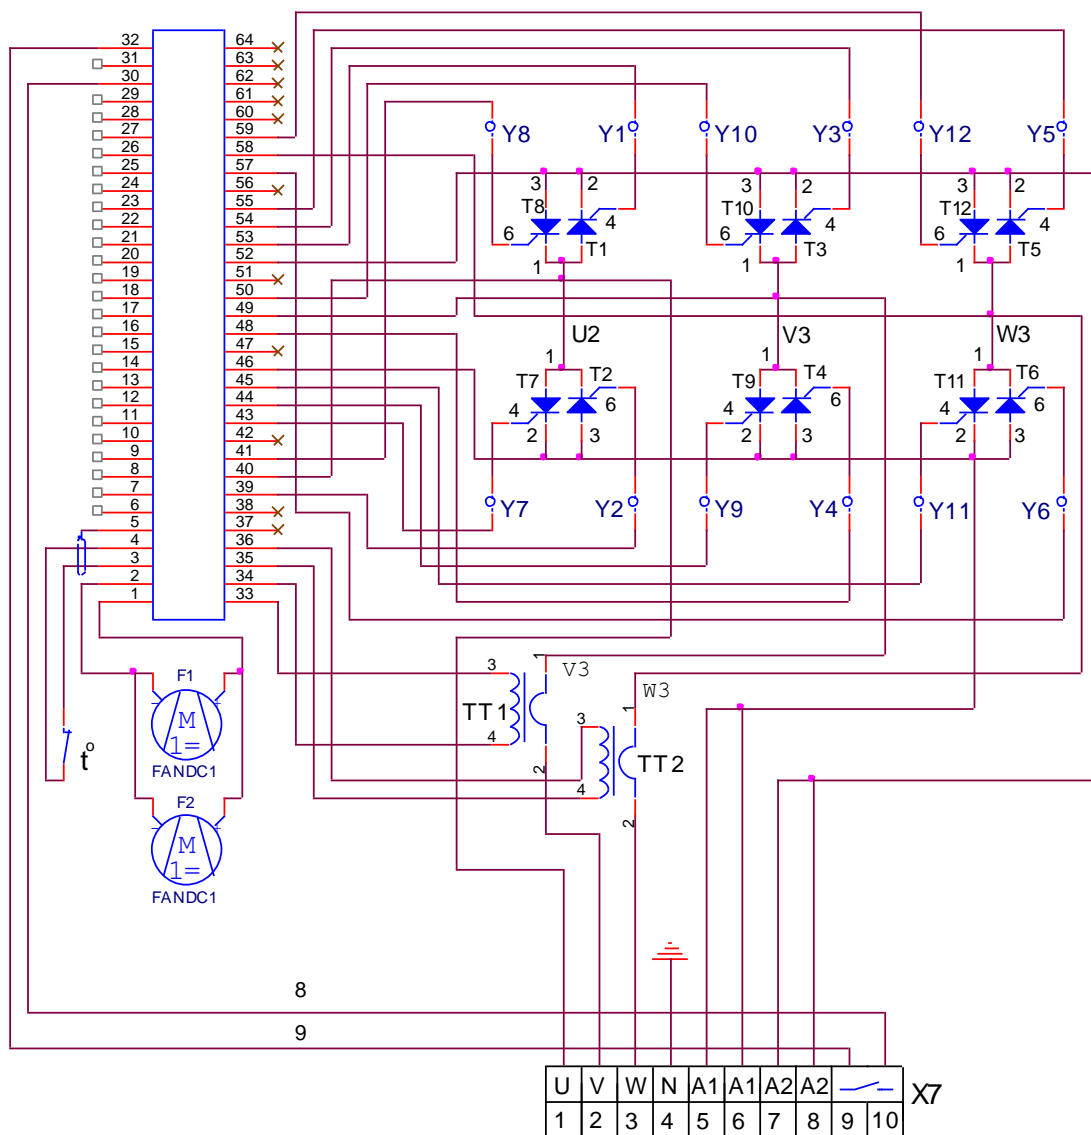 32 64
31 63
30 62
29 61
28 60
27 59
26 58
25 57
24 56
23 55
22 54
21 53
20 52
19 51
18 50
17 49
16 48
15 47
14 46
13 45
12 44
11 43
10 42
9 41
8 40
7 39
6 38
5 37
4 36
3 35
2 34
1 33
Y8 Y1 Y10 Y3 Y12 Y5
3 2 3 2 3 2
T8 T10 T12
6 4 6 4 6 4
T1 T3 T5
1 1 1
U2 V3 W3
1 1 1
T7 T2 T9 T4 T11 T6
4 6 4 6 4 6
2 3 2 3 2 3
Y7 Y2 Y9 Y4 Y11 Y6
F1
M
1=
FANDC1
F2
M
1=
FANDC1
t°
3 1 V3
TT1
4 2
W3
3 1
TT2
4 2
8
9
U V W N A1 A1 A2 A2
1 2 3 4 5 6 7 8 9 10
X7